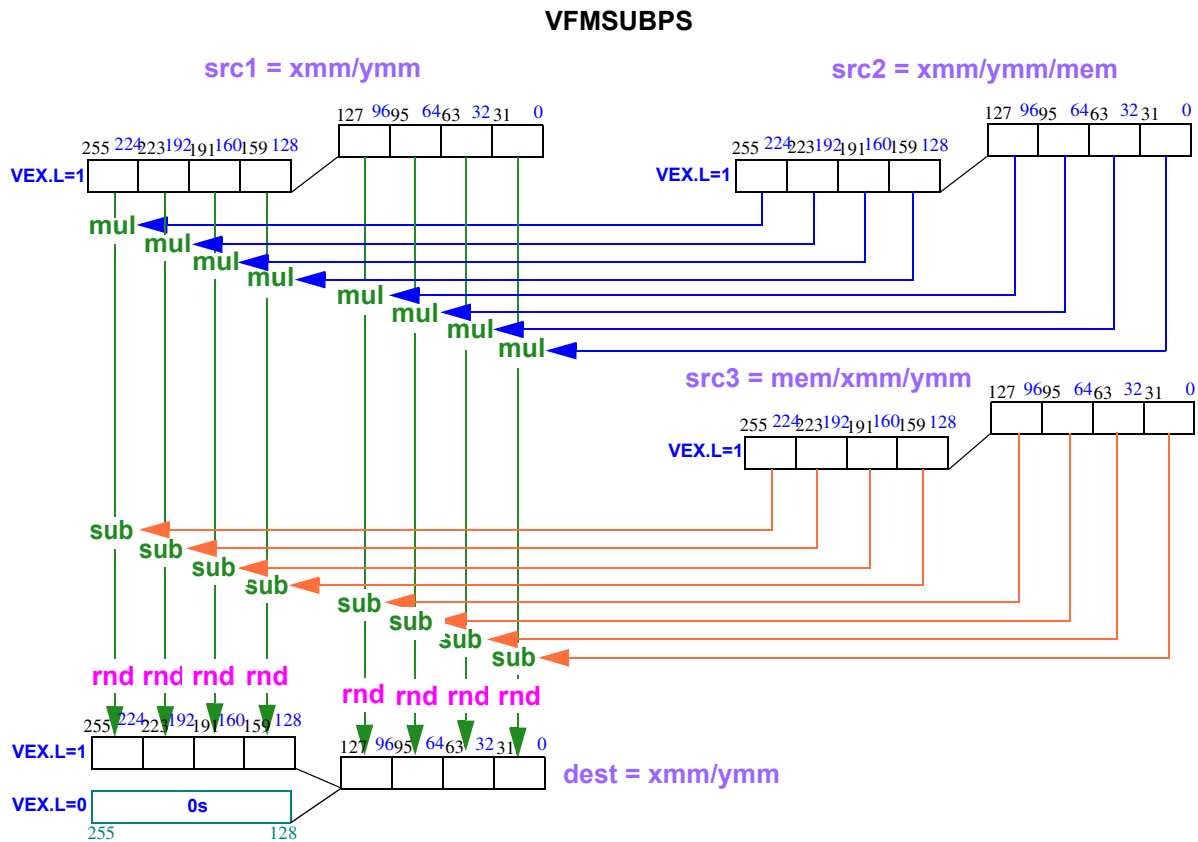 VFMSUBPS
src1 = xmm/ymm
src2 = xmm/ymm/mem
127 96 95 64 63 32 31 0
127 96 95 64 63 32 31 0
255 224 223 192 191 160 159 128
255 224 223 192 191 160 159 128
VEX.L=1
VEX.L=1
mul
mul
mul
mul
mul
mul
mul
mul
src3 = mem/xmm/ymm
127 96 95 64 63 32 31 0
255 224 223 192 191 160 159 128
VEX.L=1
sub
sub
sub
sub
sub
sub
sub
sub
rnd rnd rnd rnd
rnd rnd rnd rnd
255 224 223 192 191 160 159 128
127 96 95 64 63 32 31 0
VEX.L=1
dest = xmm/ymm
VEX.L=0 0s
255 128